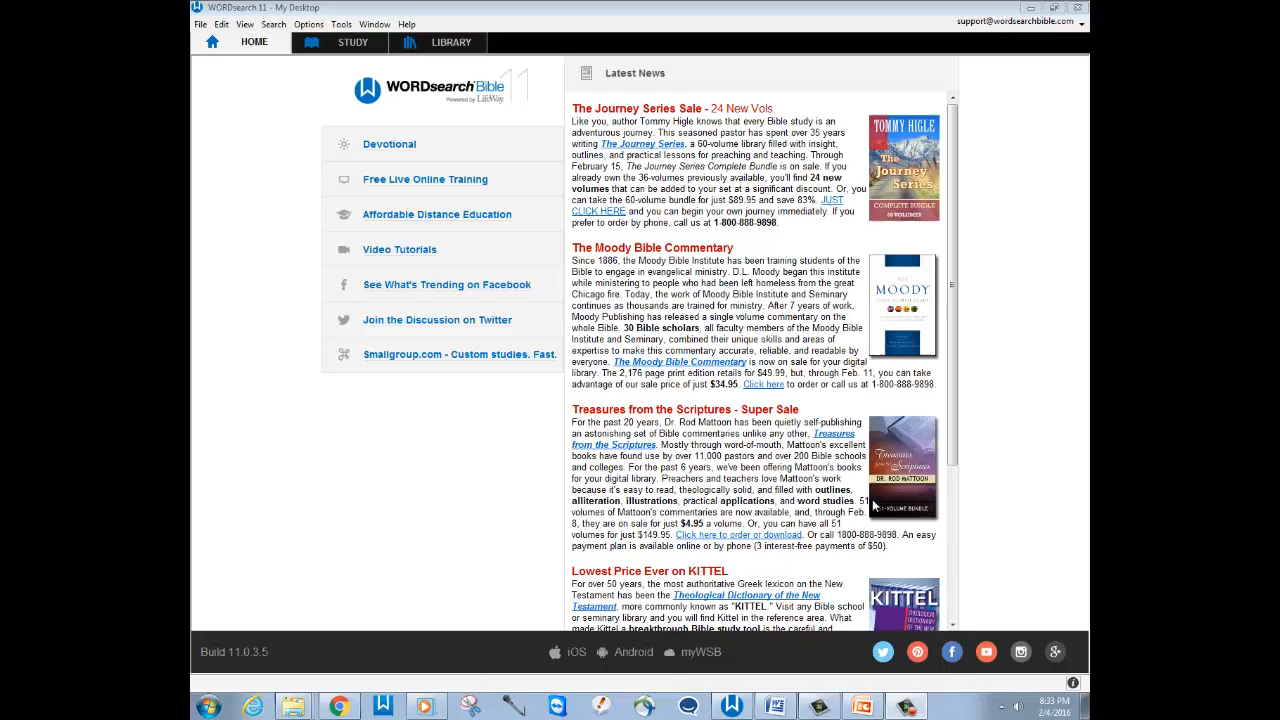 WORDsearch 11 - My Desktop
File Edit View Search Options Tools Window Help
support@wordsearchbible.com
HOME STUDY LIBRARY
WORDsearch Bible 11
Powered by LifeWay
Devotional
Free Live Online Training
Affordable Distance Education
Video Tutorials
See What's Trending on Facebook
Join the Discussion on Twitter
Smallgroup.com - Custom studies. Fast.
Latest News
The Journey Series Sale - 24 New Vols.
Like you, author Tommy Higle knows that every Bible study is an
adventurous journey. This seasoned pastor has spent over 35 years
writing The Journey Series, a 60-volume library filled with insight,
outlines, and practical lessons for preaching and teaching. Through
February 15, The Journey Series Complete Bundle is on sale. If you
already own the 36-volumes previously available, you'll find 24 new
volumes that can be added to your set at a significant discount. Or, you
can take the 60-volume bundle for just $89.95 and save 83%. JUST
CLICK HERE and you can begin your own journey immediately. If you
prefer to order by phone, call us at 1-800-888-9898.
TOMMY HIGLE
The
Journey
Series
COMPLETE BUNDLE
60 VOLUMES
The Moody Bible Commentary
Since 1886, the Moody Bible Institute has been training students of the
Bible to engage in evangelical ministry. D.L. Moody began this institute
while ministering to people who had been left homeless from the great
Chicago fire. Today, the work of Moody Bible Institute and Seminary
continues as thousands are trained for ministry. After 7 years of work,
Moody Publishing has released a single volume commentary on the
whole Bible. 30 Bible scholars, all faculty members of the Moody Bible
Institute and Seminary, combined their unique skills and areas of
expertise to make this commentary accurate, reliable, and readable by
everyone. The Moody Bible Commentary is now on sale for your digital
library. The 2,176 page print edition retails for $49.99, but, through Feb. 11, you can take
advantage of our sale price of just $34.95. Click here to order or call us at 1-800-888-9898.
THE
MOODY
BIBLE COMMENTARY
Treasures from the Scriptures - Super Sale
For the past 20 years, Dr. Rod Mattoon has been quietly self-publishing
an astonishing set of Bible commentaries unlike any other, Treasures
from the Scriptures. Mostly through word-of-mouth, Mattoon's excellent
books have found use by over 11,000 pastors and over 200 Bible schools
and colleges. For the past 6 years, we've been offering Mattoon's books
for your digital library. Preachers and teachers love Mattoon's work
because it's easy to read, theologically solid, and filled with outlines,
alliteration, illustrations, practical applications, and word studies. 51
volumes of Mattoon's commentaries are now available, and, through Feb.
8, they are on sale for just $4.95 a volume. Or, you can have all 51
volumes for just $149.95. Click here to order or download. Or call 1800-888-9898. An easy
payment plan is available online or by phone (3 interest-free payments of $50).
Treasures
from the Scriptures
DR. ROD MATTOON
51-VOLUME BUNDLE
Lowest Price Ever on KITTEL
For over 50 years, the most authoritative Greek lexicon on the New
Testament has been the Theological Dictionary of the New
Testament, more commonly known as "KITTEL." Visit any Bible school
or seminary library and you will find Kittel in the reference area. What
made Kittel a breakthrough Bible study tool is the careful and
KITTEL
THEOLOGICAL
DICTIONARY
OF THE NEW
Build 11.0.3.5
iOS Android myWSB
8:33 PM
2/4/2016